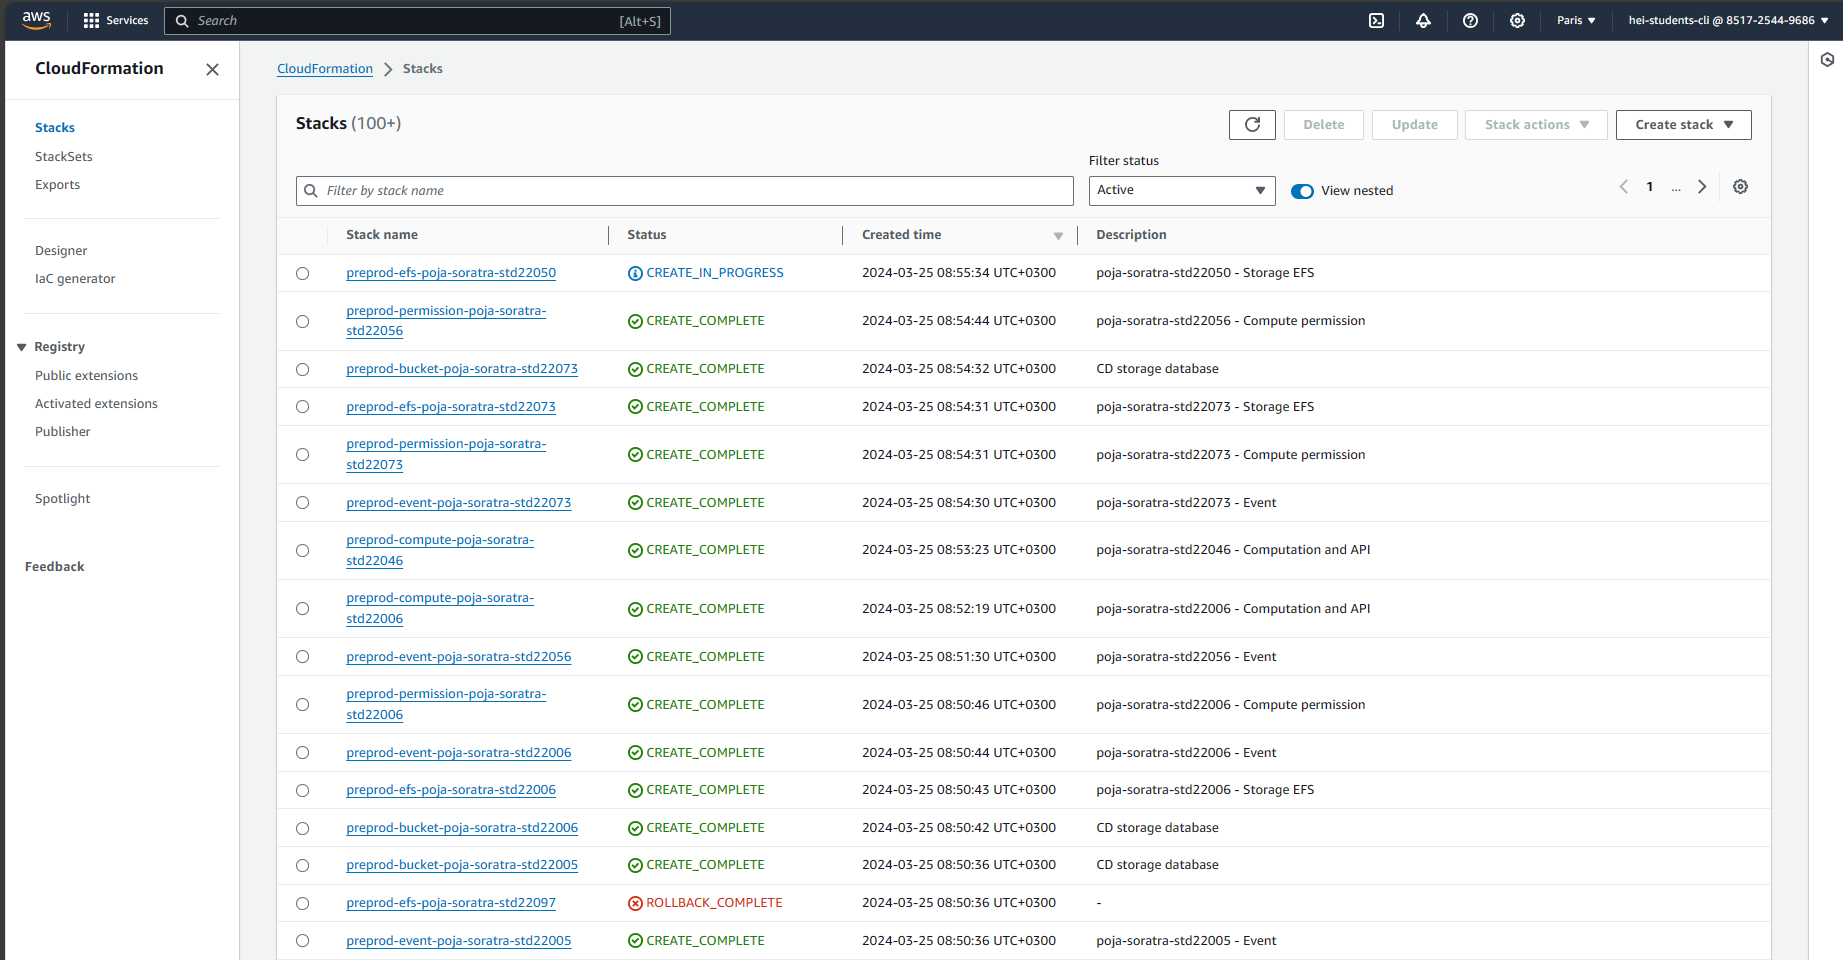 aws
Services
Search
[Alt+S]
Paris
hei-students-cli @ 8517-2544-9686
CloudFormation
Stacks
StackSets
Exports
Designer
IaC generator
Registry
Public extensions
Activated extensions
Publisher
Spotlight
Feedback
CloudFormation
Stacks
Stacks (100+)
Delete
Update
Stack actions
Create stack
Filter status
Filter by stack name
Active
View nested
1
...
Stack name
Status
Created time
Description
preprod-efs-poja-soratra-std22050
CREATE_IN_PROGRESS
2024-03-25 08:55:34 UTC+0300
poja-soratra-std22050 - Storage EFS
preprod-permission-poja-soratra-
std22056
CREATE_COMPLETE
2024-03-25 08:54:44 UTC+0300
poja-soratra-std22056 - Compute permission
preprod-bucket-poja-soratra-std22073
CREATE_COMPLETE
2024-03-25 08:54:32 UTC+0300
CD storage database
preprod-efs-poja-soratra-std22073
CREATE_COMPLETE
2024-03-25 08:54:31 UTC+0300
poja-soratra-std22073 - Storage EFS
preprod-permission-poja-soratra-
std22073
CREATE_COMPLETE
2024-03-25 08:54:31 UTC+0300
poja-soratra-std22073 - Compute permission
preprod-event-poja-soratra-std22073
CREATE_COMPLETE
2024-03-25 08:54:30 UTC+0300
poja-soratra-std22073 - Event
preprod-compute-poja-soratra-
std22046
CREATE_COMPLETE
2024-03-25 08:53:23 UTC+0300
poja-soratra-std22046 - Computation and API
preprod-compute-poja-soratra-
std22006
CREATE_COMPLETE
2024-03-25 08:52:19 UTC+0300
poja-soratra-std22006 - Computation and API
preprod-event-poja-soratra-std22056
CREATE_COMPLETE
2024-03-25 08:51:30 UTC+0300
poja-soratra-std22056 - Event
preprod-permission-poja-soratra-
std22006
CREATE_COMPLETE
2024-03-25 08:50:46 UTC+0300
poja-soratra-std22006 - Compute permission
preprod-event-poja-soratra-std22006
CREATE_COMPLETE
2024-03-25 08:50:44 UTC+0300
poja-soratra-std22006 - Event
preprod-efs-poja-soratra-std22006
CREATE_COMPLETE
2024-03-25 08:50:43 UTC+0300
poja-soratra-std22006 - Storage EFS
preprod-bucket-poja-soratra-std22006
CREATE_COMPLETE
2024-03-25 08:50:42 UTC+0300
CD storage database
preprod-bucket-poja-soratra-std22005
CREATE_COMPLETE
2024-03-25 08:50:36 UTC+0300
CD storage database
preprod-efs-poja-soratra-std22097
ROLLBACK_COMPLETE
2024-03-25 08:50:36 UTC+0300
-
preprod-event-poja-soratra-std22005
CREATE_COMPLETE
2024-03-25 08:50:36 UTC+0300
poja-soratra-std22005 - Event